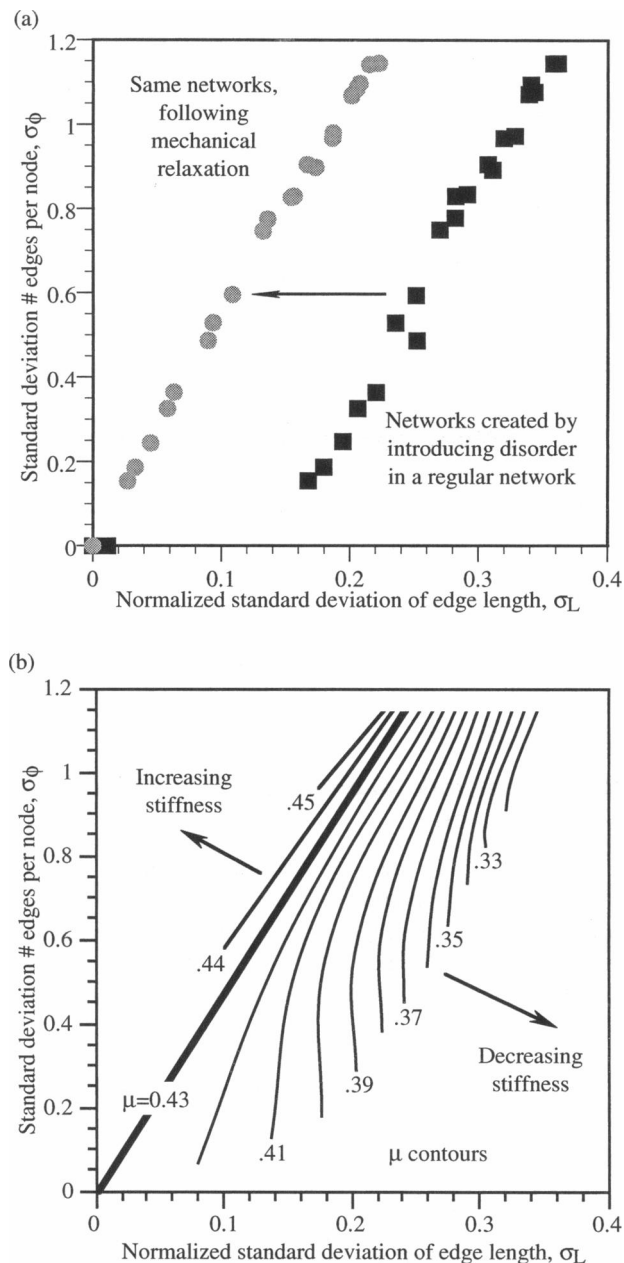 (a)
1.2
1
0.8
0.6
0.4
0.2
0
Standard deviation # edges per node, σϕ
Same networks,
following
mechanical
relaxation
Networks created by
introducing disorder
in a regular network
0 0.1 0.2 0.3 0.4
Normalized standard deviation of edge length, σL
(b)
1.2
1
0.8
0.6
0.4
0.2
0
Standard deviation # edges per node, σϕ
Increasing
stiffness
.45
.33
.44
.35
.37
Decreasing
stiffness
.39
μ=0.43
.41
μ contours
0 0.1 0.2 0.3 0.4
Normalized standard deviation of edge length, σL